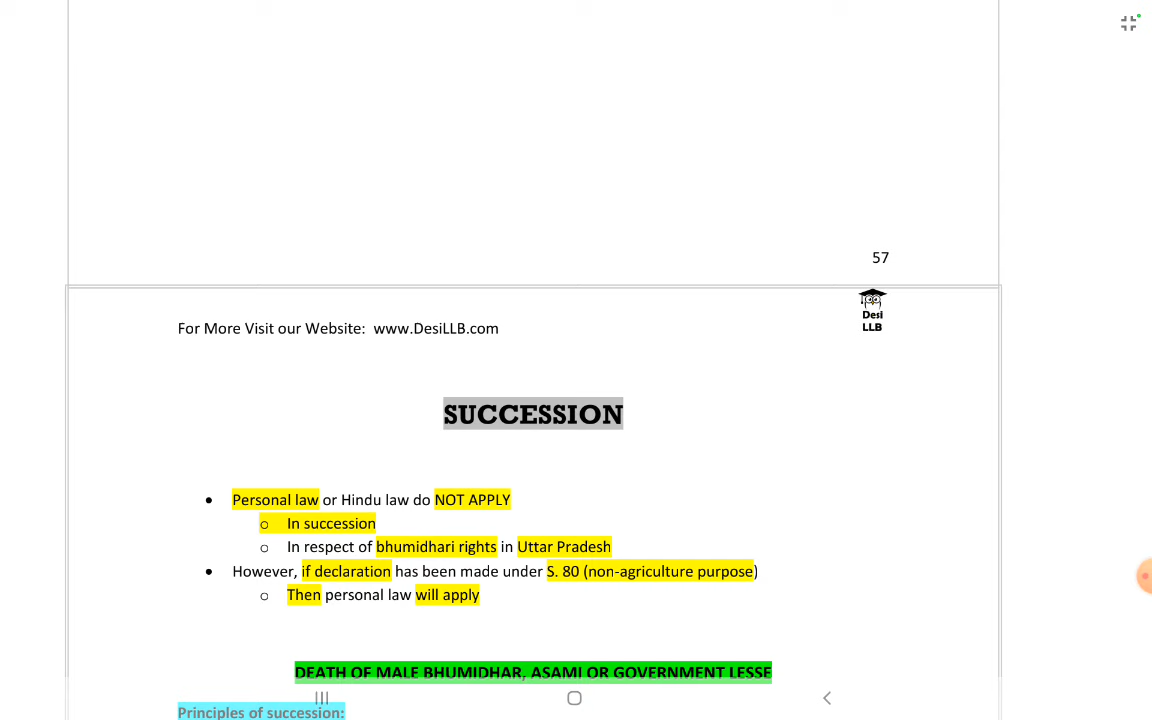 57
Desi
LLB
For More Visit our Website: www.DesiLLB.com
SUCCESSION
• Personal law or Hindu law do NOT APPLY
o In succession
o In respect of bhumidhari rights in Uttar Pradesh
• However, if declaration has been made under S. 80 (non-agriculture purpose)
o Then personal law will apply
DEATH OF MALE BHUMIDHAR, ASAMI OR GOVERNMENT LESSE
Principles of succession: